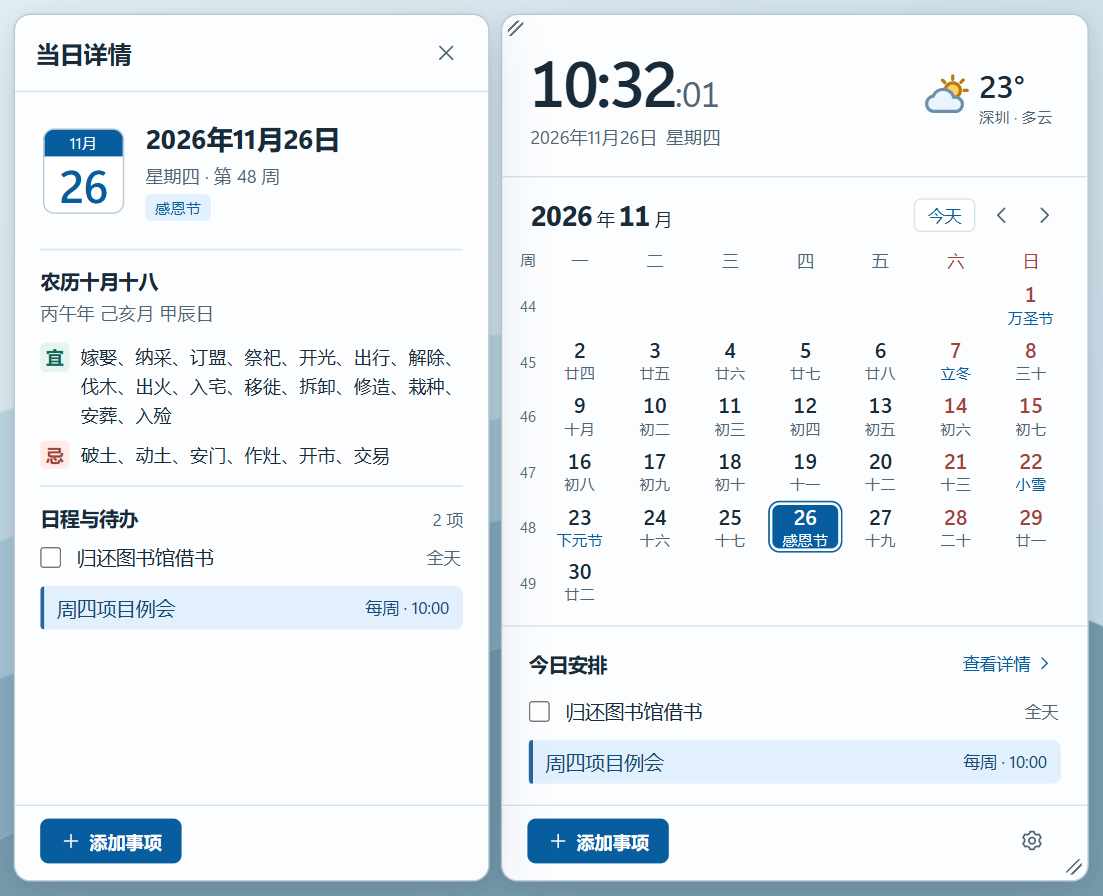 当日详情
11月
26
2026年11月26日
星期四 · 第 48 周
感恩节
农历十月十八
丙午年 己亥月 甲辰日
宜 嫁娶、纳采、订盟、祭祀、开光、出行、解除、
伐木、出火、入宅、移徙、拆卸、修造、栽种、
安葬、入殓
忌 破土、动土、安门、作灶、开市、交易
日程与待办 2 项
归还图书馆借书 全天
周四项目例会 每周 · 10:00
+ 添加事项
10:32:01
2026年11月26日 星期四
23°
深圳 · 多云
2026 年 11 月 今天
周 一 二 三 四 五 六 日
44 1
万圣节
45 2 3 4 5 6 7 8
廿四 廿五 廿六 廿七 廿八 立冬 三十
46 9 10 11 12 13 14 15
十月 初二 初三 初四 初五 初六 初七
47 16 17 18 19 20 21 22
初八 初九 初十 十一 十二 十三 小雪
48 23 24 25 26 27 28 29
下元节 十六 十七 感恩节 十九 二十 廿一
49 30
廿二
今日安排 查看详情
归还图书馆借书 全天
周四项目例会 每周 · 10:00
+ 添加事项